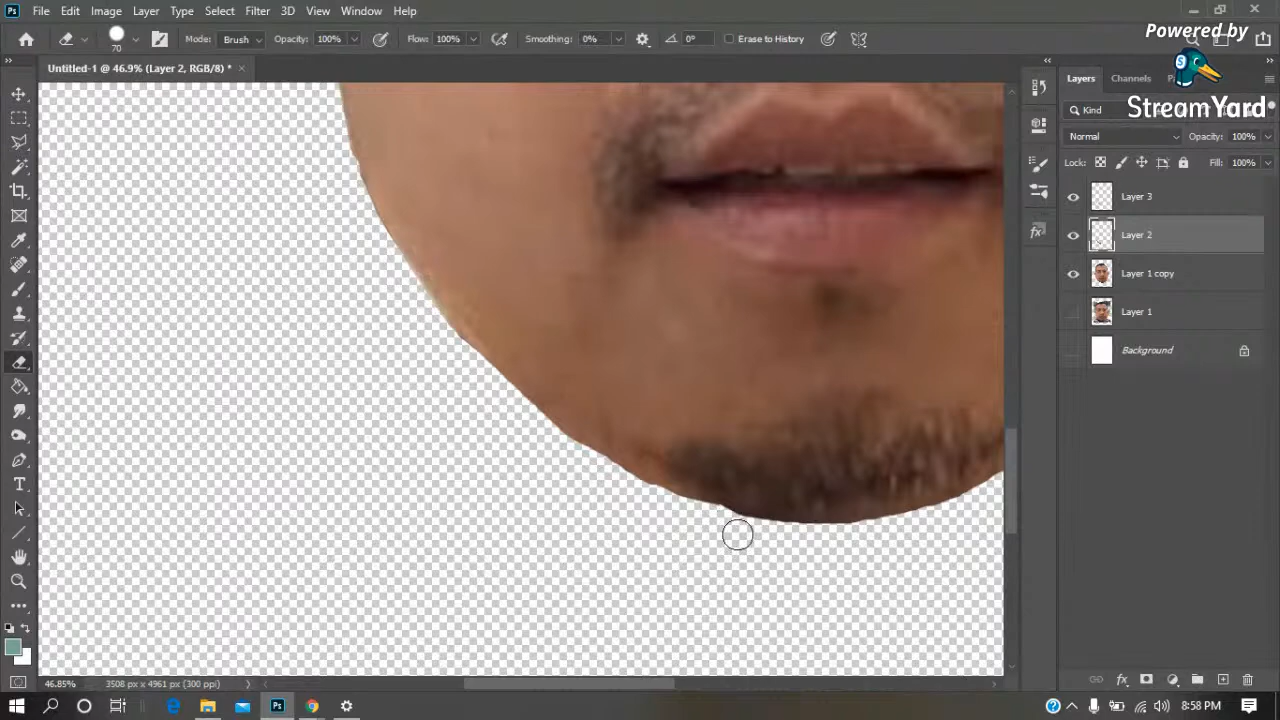 File Edit Image Layer Type Select Filter 3D View Window Help
Powered by
StreamYard
70
Mode: Brush
Opacity: 100%
Flow: 100%
Smoothing: 0%
0°
Erase to History
Untitled-1 @ 46.9% (Layer 2, RGB/8) *
Layers
Channels
Kind
Normal
Opacity: 100%
Lock:
Fill: 100%
Layer 3
Layer 2
Layer 1 copy
Layer 1
Background
46.85%
3508 px x 4961 px (300 ppi)
8:58 PM